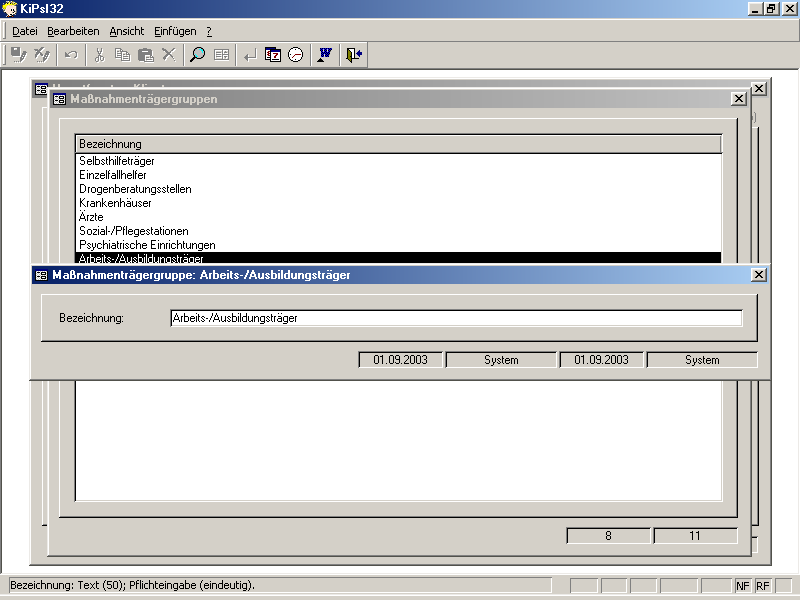 KiPsI32
Datei Bearbeiten Ansicht Einfügen ?
Maßnahmenträgergruppen
Bezeichnung
Selbsthilfeträger
Einzelfallhelfer
Drogenberatungsstellen
Krankenhäuser
Ärzte
Sozial-/Pflegestationen
Psychiatrische Einrichtungen
Arbeits-/Ausbildungsträger
Maßnahmenträgergruppe: Arbeits-/Ausbildungsträger
Bezeichnung: Arbeits-/Ausbildungsträger
01.09.2003 System 01.09.2003 System
8 11
Bezeichnung: Text (50); Pflichteingabe (eindeutig). NF RF